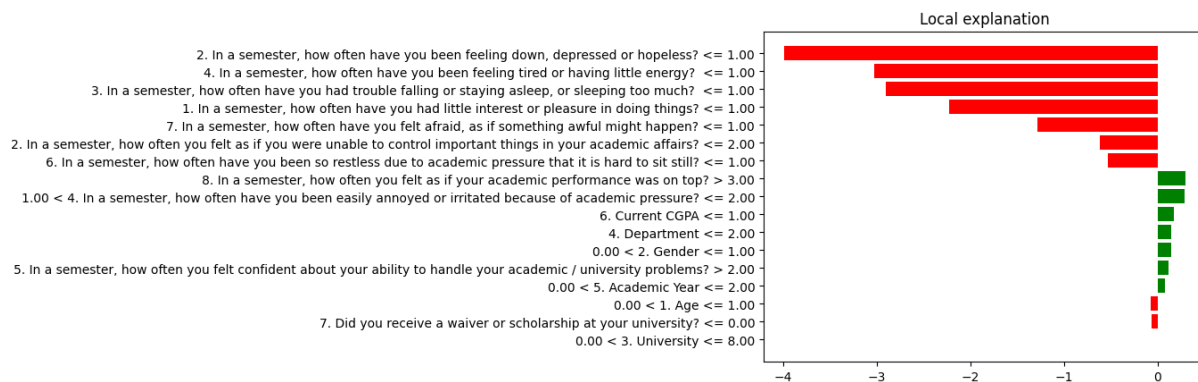 Local explanation
2. In a semester, how often have you been feeling down, depressed or hopeless? <= 1.00
4. In a semester, how often have you been feeling tired or having little energy?  <= 1.00
3. In a semester, how often have you had trouble falling or staying asleep, or sleeping too much?  <= 1.00
1. In a semester, how often have you had little interest or pleasure in doing things? <= 1.00
7. In a semester, how often have you felt afraid, as if something awful might happen? <= 1.00
2. In a semester, how often you felt as if you were unable to control important things in your academic affairs? <= 2.00
6. In a semester, how often have you been so restless due to academic pressure that it is hard to sit still? <= 1.00
8. In a semester, how often you felt as if your academic performance was on top? > 3.00
1.00 < 4. In a semester, how often have you been easily annoyed or irritated because of academic pressure? <= 2.00
6. Current CGPA <= 1.00
4. Department <= 2.00
0.00 < 2. Gender <= 1.00
5. In a semester, how often you felt confident about your ability to handle your academic / university problems? > 2.00
0.00 < 5. Academic Year <= 2.00
0.00 < 1. Age <= 1.00
7. Did you receive a waiver or scholarship at your university? <= 0.00
0.00 < 3. University <= 8.00
−4 −3 −2 −1 0